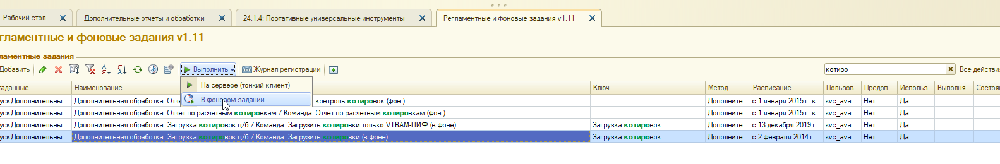 Рабочий стол Дополнительные отчеты и обработки 24.1.4: Портативные универсальные инструменты Регламентные и фоновые задания v1.11
гламентные и фоновые задания v1.11
ламентные задания
Добавить Выполнить Журнал регистрации котиро Все действи
На сервере (тонкий клиент)
В фоновом задании
таданные Наименование Ключ Метод Расписание Пользов... Предоп... Использ... Выполня... Состоян
ускДополнительны... Дополнительная обработка: Отче т контроль котировок (фон.) Дополните... с 1 января 2015 г. к... svc_ava... Нет Да
ускДополнительны... Дополнительная обработка: Отчет по расчетным котировкам / Команда: Отчет по расчетным котировкам (фон.) Дополните... с 1 января 2015 г. к... svc_ava... Нет Да
ускДополнительны... Дополнительная обработка: Загрузка котировок ц/б / Команда: Загрузить котировки только VTBAM-ПИФ (в фоне) Загрузка котировок Дополните... с 13 декабря 2019 г... svc_ava... Нет Да
ускДополнительны... Дополнительная обработка: Загрузка котировок ц/б / Команда: Загрузить котировки (в фоне) Загрузка котировок Дополните... с 2 февраля 2014 г.... svc_ava... Нет Да